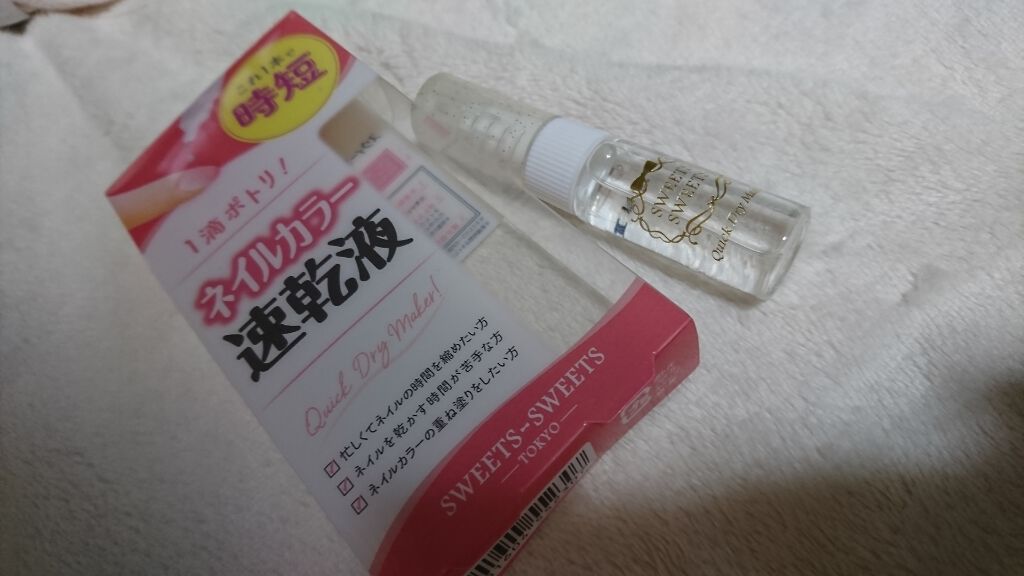 これ1本で
時短
1滴ポトリ!
ネイルカラー
速乾液
Quick Dry Maker!
忙しくてネイルの時間を縮めたい方
ネイルを乾かす時間が苦手な方
ネイルカラーの重ね塗りをしたい方
SWEETS-SWEETS
TOKYO
SWEETS
SWEETS
Quick Dry Ma